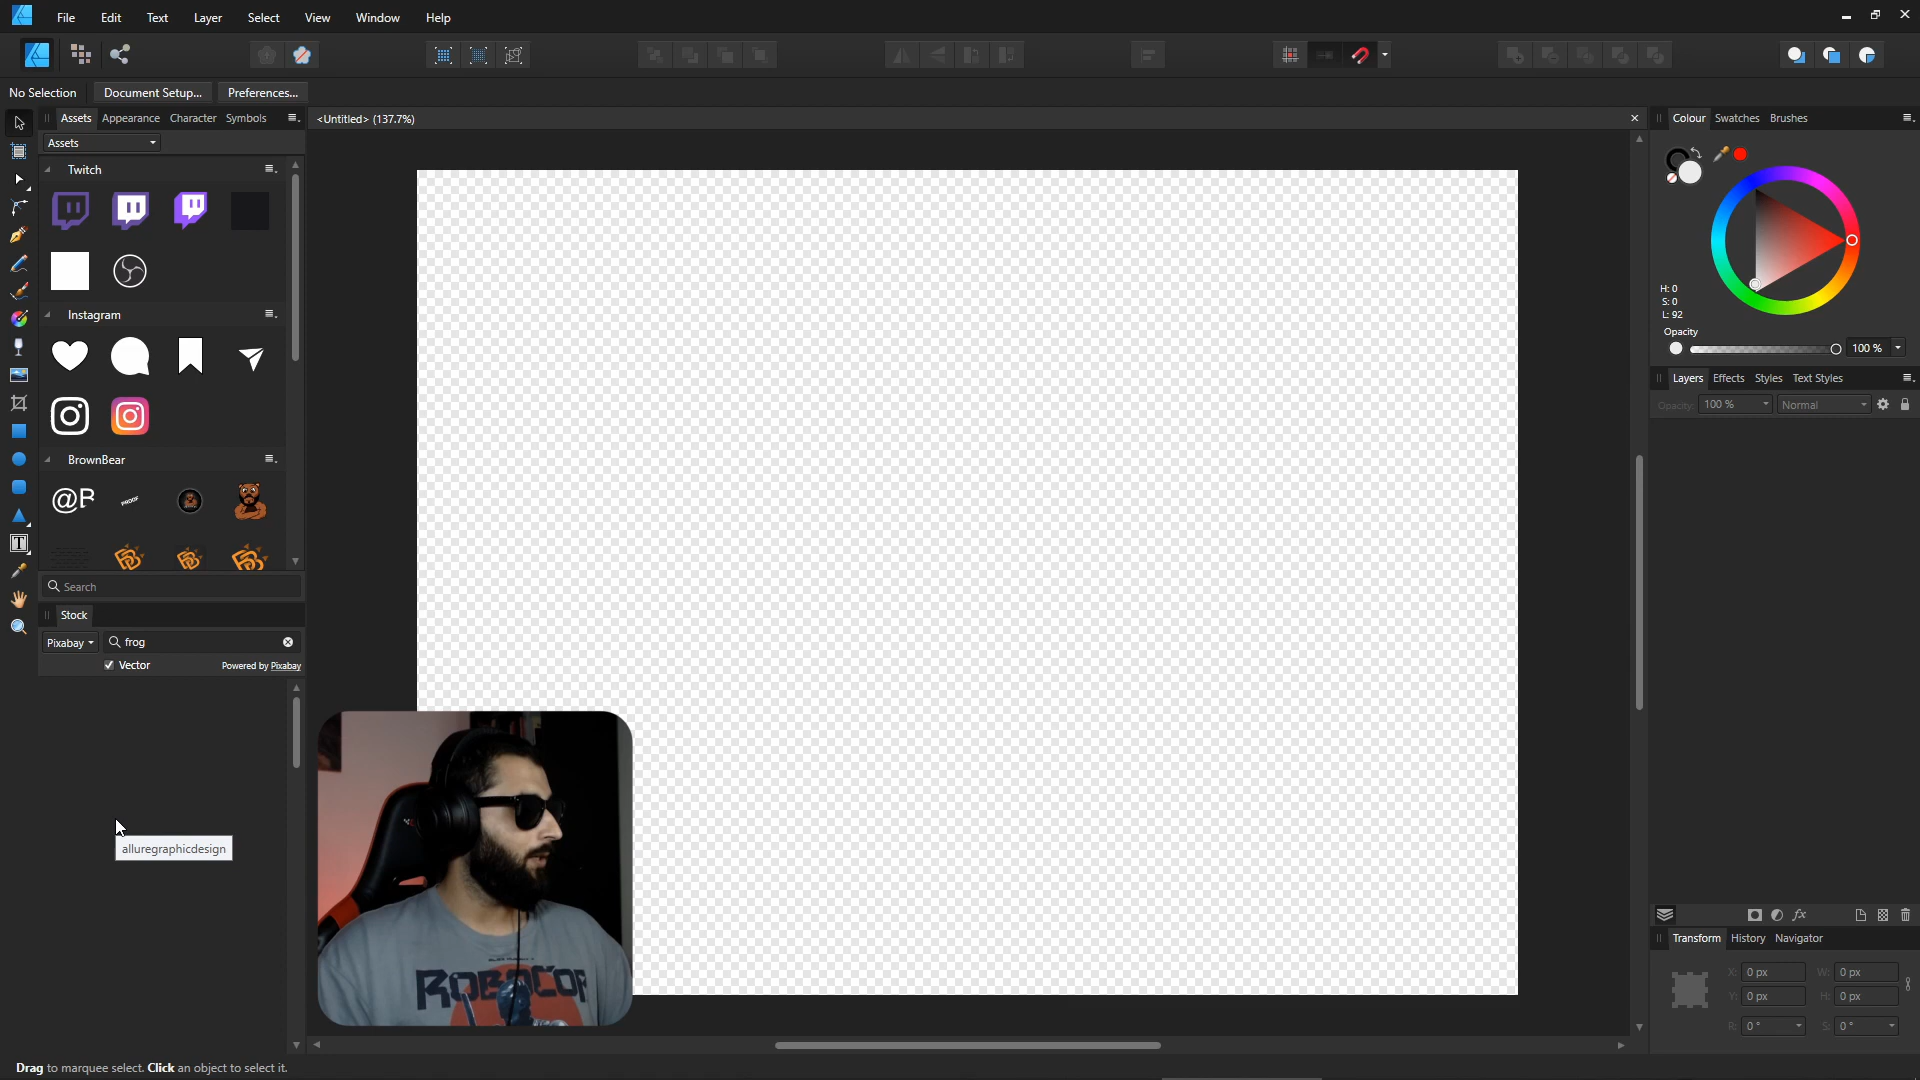 File Edit Text Layer Select View Window Help
No Selection Document Setup... Preferences...
Assets Appearance Character Symbols
<Untitled> (137.7%)
Colour Swatches Brushes
Assets
Twitch
Instagram
BrownBear
@B
PROOF
Search
Stock
Pixabay frog
Vector Powered by Pixabay
alluregraphicdesign
ROBOCOP
H: 0
S: 0
L: 92
Opacity
100 %
Layers Effects Styles Text Styles
Opacity: 100 % Normal
fx
Transform History Navigator
X: 0 px W: 0 px
Y: 0 px H: 0 px
R: 0 ° S: 0 °
Drag to marquee select. Click an object to select it.